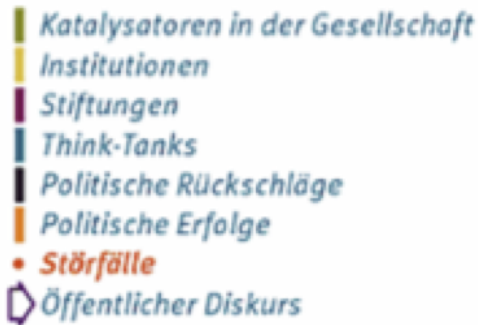 Katalysatoren in der Gesellschaft
Institutionen
Stiftungen
Think-Tanks
Politische Rückschläge
Politische Erfolge
Störfälle
Öffentlicher Diskurs